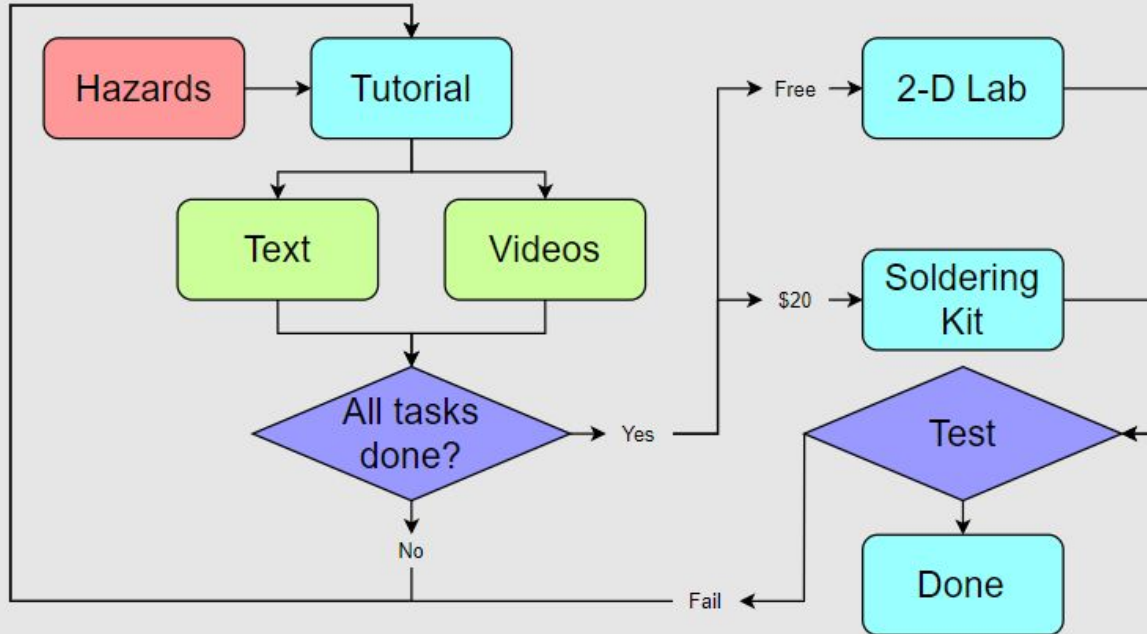 Hazards
Tutorial
Free
2-D Lab
Text
Videos
$20
Soldering
Kit
All tasks
done?
Yes
Test
No
Fail
Done